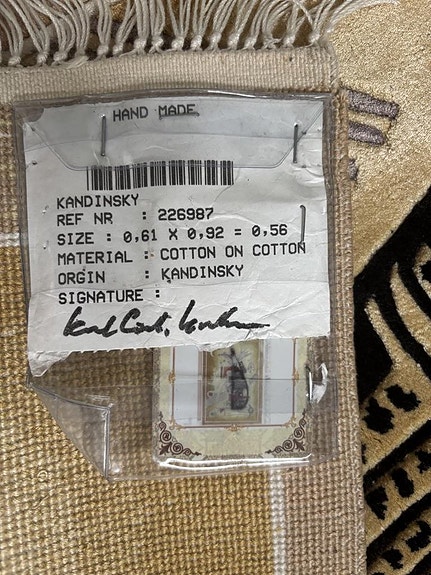 HAND MADE
KANDINSKY
REF NR : 226987
SIZE : 0,61 X 0,92 = 0,56
MATERIAL : COTTON ON COTTON
ORGIN : KANDINSKY
SIGNATURE :